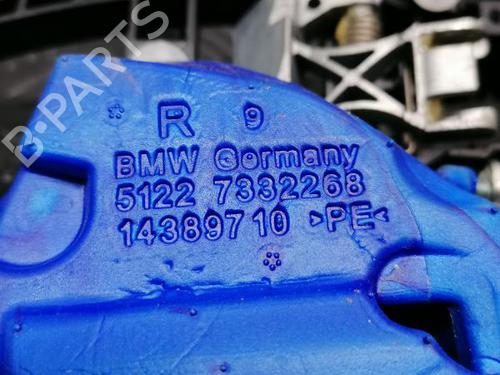 B-PARTS
R 9
BMW Germany
5122 7332268
14389710 >PE<